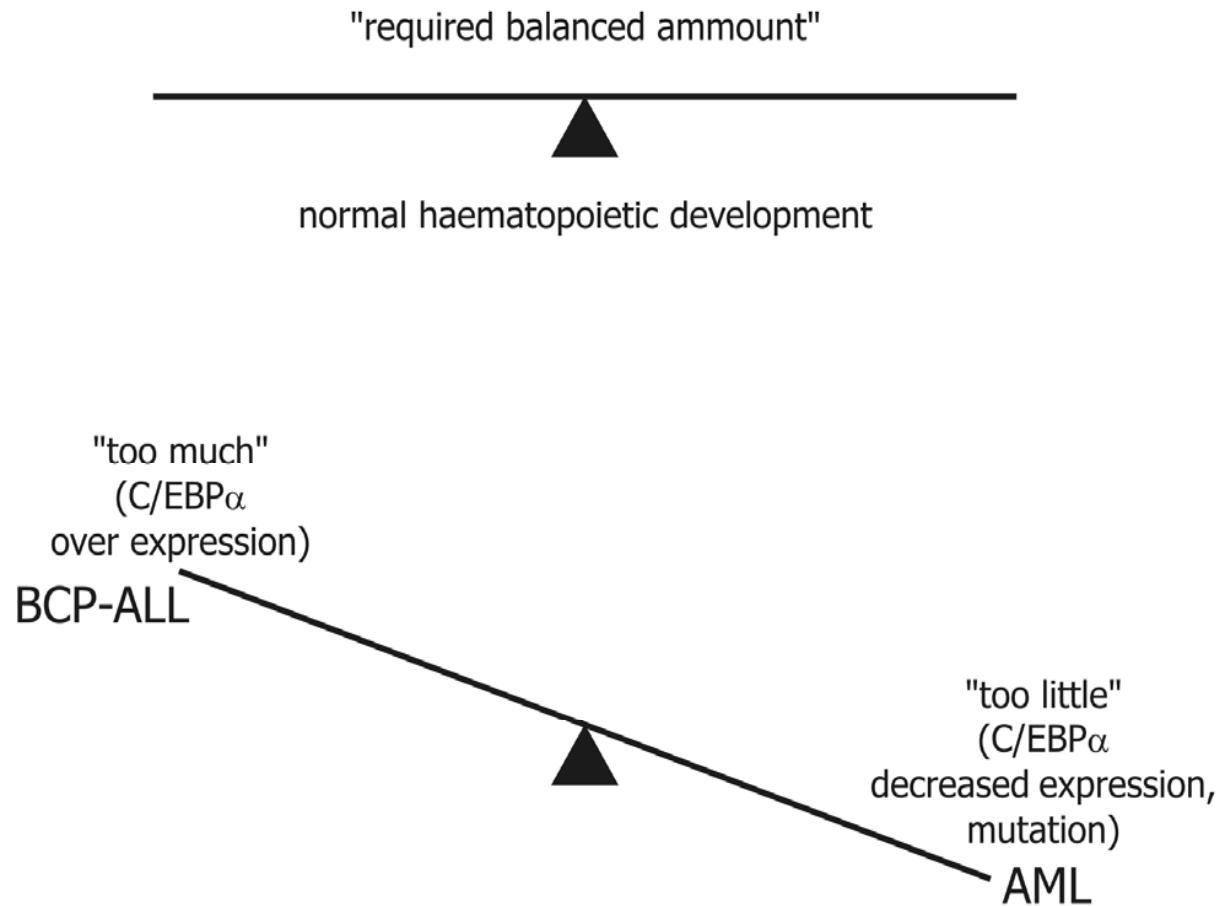 "required balanced ammount"
normal haematopoietic development
"too much"
(C/EBPα
over expression)
BCP-ALL
"too little"
(C/EBPα
decreased expression,
mutation)
AML